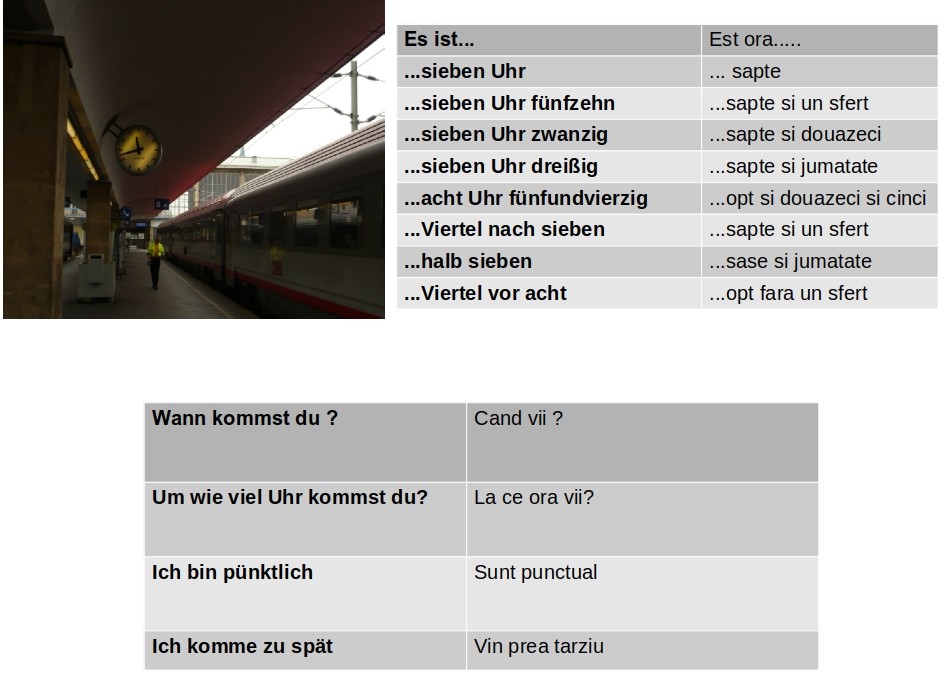 Es ist... Est ora.....
...sieben Uhr ... sapte
...sieben Uhr fünfzehn ...sapte si un sfert
...sieben Uhr zwanzig ...sapte si douazeci
...sieben Uhr dreißig ...sapte si jumatate
...acht Uhr fünfundvierzig ...opt si douazeci si cinci
...Viertel nach sieben ...sapte si un sfert
...halb sieben ...sase si jumatate
...Viertel vor acht ...opt fara un sfert
Wann kommst du ? Cand vii ?
Um wie viel Uhr kommst du? La ce ora vii?
Ich bin pünktlich Sunt punctual
Ich komme zu spät Vin prea tarziu